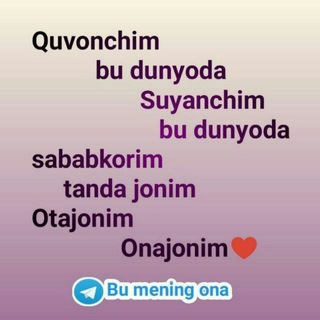 Quvonchim
bu dunyoda
Suyanchim
bu dunyoda
sababkorim
tanda jonim
Otajonim
Onajonim❤️
Bu mening ona